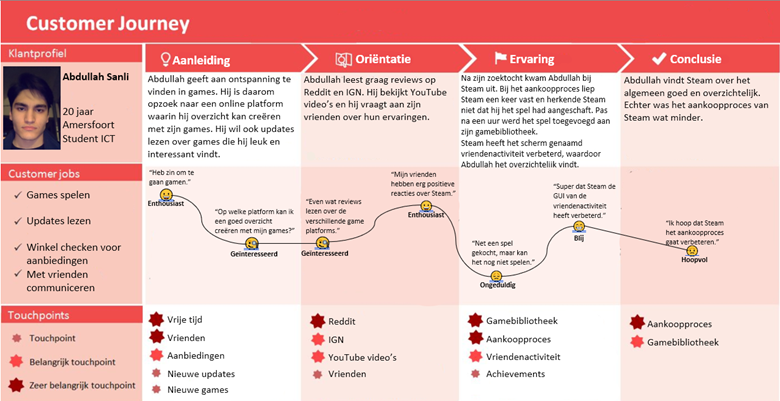 Customer Journey
Klantprofiel
Abdullah Sanli
20 jaar
Amersfoort
Student ICT
Aanleiding
Abdullah geeft aan ontspanning te
vinden in games. Hij is daarom
opzoek naar een online platform
waarin hij overzicht kan creëren
met zijn games. Hij wil ook updates
lezen over games die hij leuk en
interessant vindt.
Oriëntatie
Abdullah leest graag reviews op
Reddit en IGN. Hij bekijkt YouTube
video's en hij vraagt aan zijn
vrienden over hun ervaringen.
Ervaring
Na zijn zoektocht kwam Abdullah bij
Steam uit. Bij het aankoopproces liep
Steam een keer vast en herkende Steam
niet dat hij het spel had aangeschaft. Pas
na een uur werd het spel toegevoegd aan
zijn gamebibliotheek.
Steam heeft het scherm genaamd
vriendenactiviteit verbeterd, waardoor
Abdullah het overzichtelijk vindt.
Conclusie
Abdullah vindt Steam over het
algemeen goed en overzichtelijk.
Echter was het aankoopproces van
Steam wat minder.
Customer jobs
Games spelen
Updates lezen
Winkel checken voor
aanbiedingen
Met vrienden
communiceren
"Heb zin om te
gaan gamen."
Enthousiast
"Op welke platform kan ik
een goed overzicht
creëren met mijn games?"
Geïnteresseerd
"Even wat reviews
lezen over de
verschillende game
platforms."
Geïnteresseerd
"Mijn vrienden
hebben erg positieve
reacties over Steam."
Enthousiast
"Net een spel
gekocht, maar kan
het nog niet spelen."
Ongeduldig
"Super dat Steam de
GUI van de
vriendenactiviteit
heeft verbeterd."
Blij
"Ik hoop dat Steam
het aankoopproces
gaat verbeteren."
Hoopvol
Touchpoints
Touchpoint
Belangrijk touchpoint
Zeer belangrijk touchpoint
Vrije tijd
Vrienden
Aanbiedingen
Nieuwe updates
Nieuwe games
Reddit
IGN
YouTube video's
Vrienden
Gamebibliotheek
Aankoopproces
Vriendenactiviteit
Achievements
Aankoopproces
Gamebibliotheek